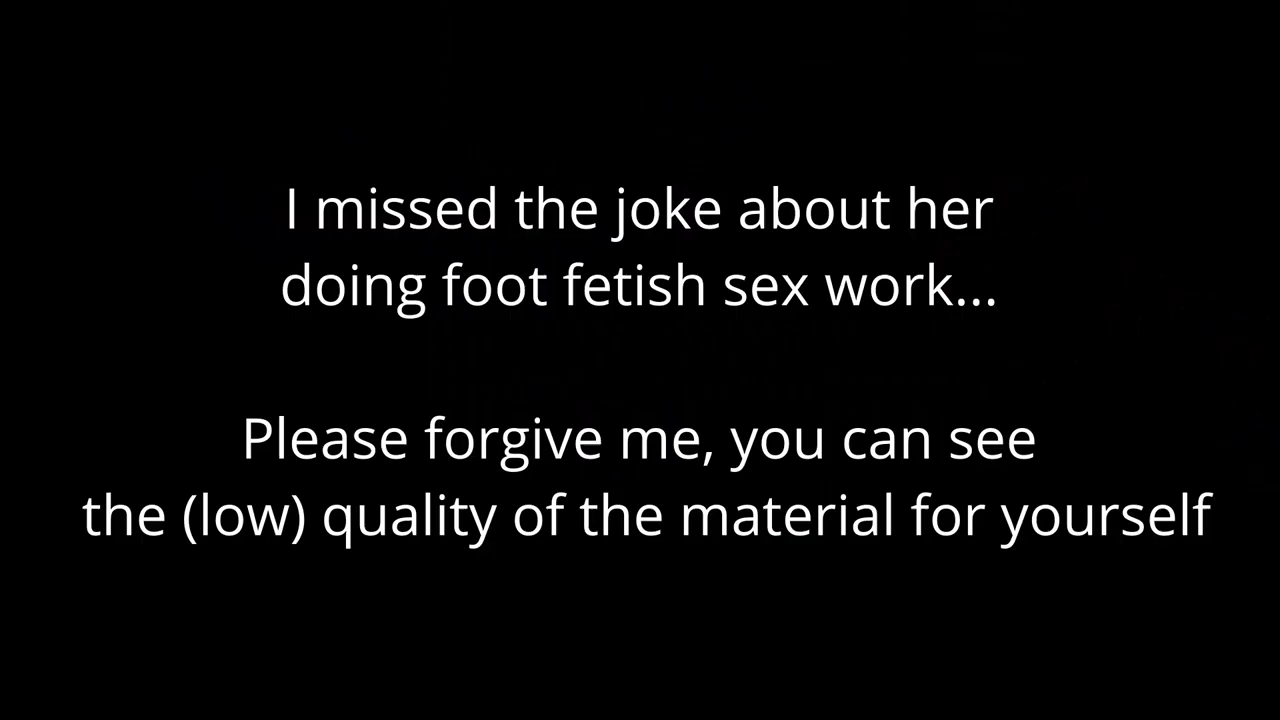 I missed the joke about her
doing foot fetish sex work...
Please forgive me, you can see
the (low) quality of the material for yourself